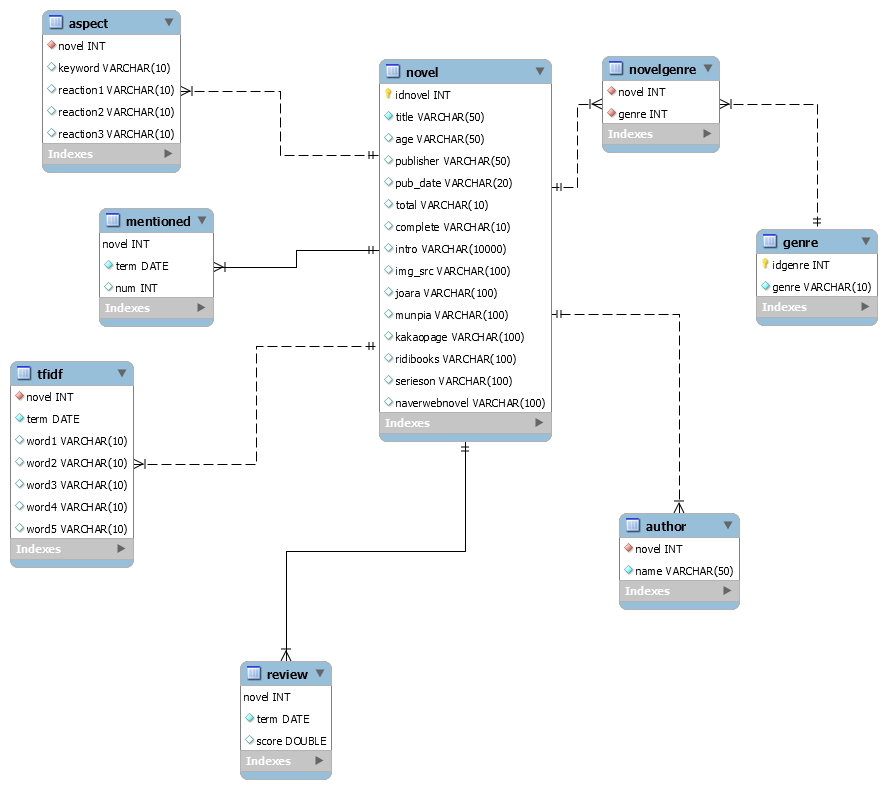 aspect
novel INT
keyword VARCHAR(10)
reaction1 VARCHAR(10)
reaction2 VARCHAR(10)
reaction3 VARCHAR(10)
Indexes
mentioned
novel INT
term DATE
num INT
Indexes
tfidf
novel INT
term DATE
word1 VARCHAR(10)
word2 VARCHAR(10)
word3 VARCHAR(10)
word4 VARCHAR(10)
word5 VARCHAR(10)
Indexes
novel
idnovel INT
title VARCHAR(50)
age VARCHAR(50)
publisher VARCHAR(50)
pub_date VARCHAR(20)
total VARCHAR(10)
complete VARCHAR(10)
intro VARCHAR(10000)
img_src VARCHAR(100)
joara VARCHAR(100)
munpia VARCHAR(100)
kakaopage VARCHAR(100)
ridibooks VARCHAR(100)
serieson VARCHAR(100)
naverwebnovel VARCHAR(100)
Indexes
novelgenre
novel INT
genre INT
Indexes
genre
idgenre INT
genre VARCHAR(10)
Indexes
author
novel INT
name VARCHAR(50)
Indexes
review
novel INT
term DATE
score DOUBLE
Indexes